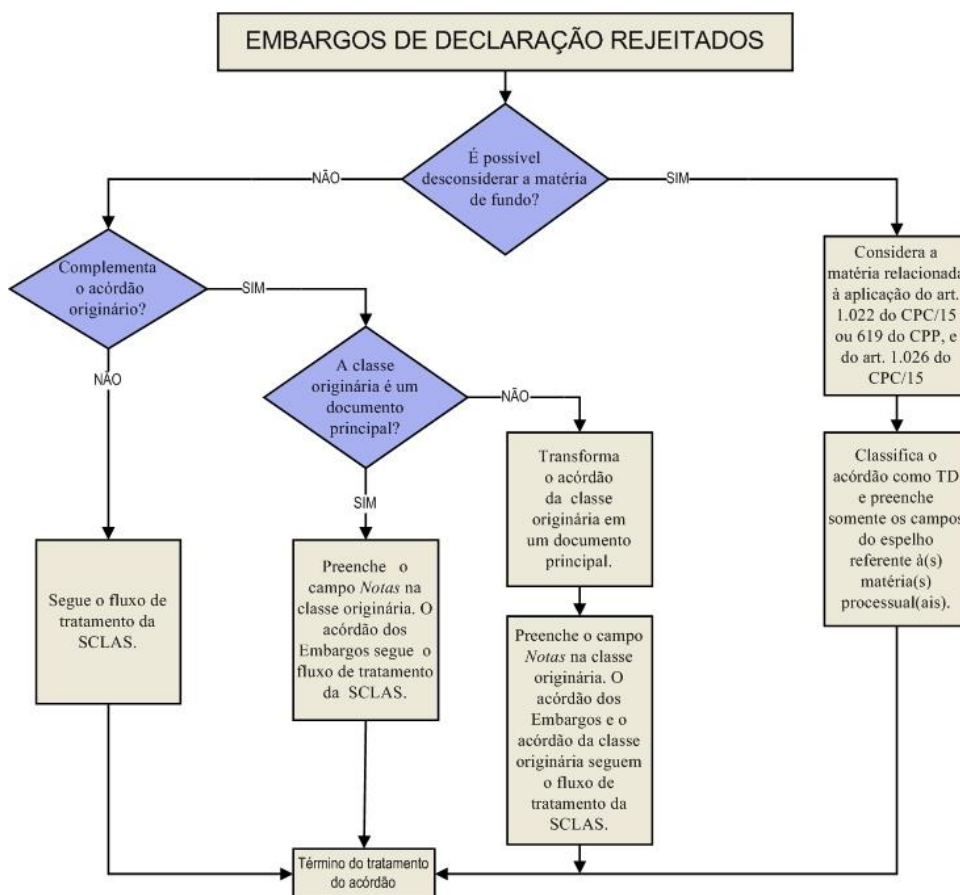 EMBARGOS DE DECLARAÇÃO REJEITADOS
É possível
desconsiderar a matéria
de fundo?
NÃO
SIM
Complementa
o acórdão
originário?
SIM
NÃO
Considera a
matéria relacionada
à aplicação do art.
1.022 do CPC/15
ou 619 do CPP, e
do art. 1.026 do
CPC/15
A classe
originária é um
documento
principal?
NÃO
SIM
Transforma
o acórdão
da classe
originária em
um documento
principal.
Classifica o
acórdão como TD
e preenche
somente os campos
do espelho
referente à(s)
matéria(s)
processual(ais).
Segue o fluxo de
tratamento da
SCLAS.
Preenche o
campo Notas na
classe originária. O
acórdão dos
Embargos segue o
fluxo de tratamento
da SCLAS.
Preenche o campo
Notas na classe
originária. O
acórdão dos
Embargos e o
acórdão da classe
originária seguem
o fluxo de
tratamento da
SCLAS.
Término do tratamento
do acórdão